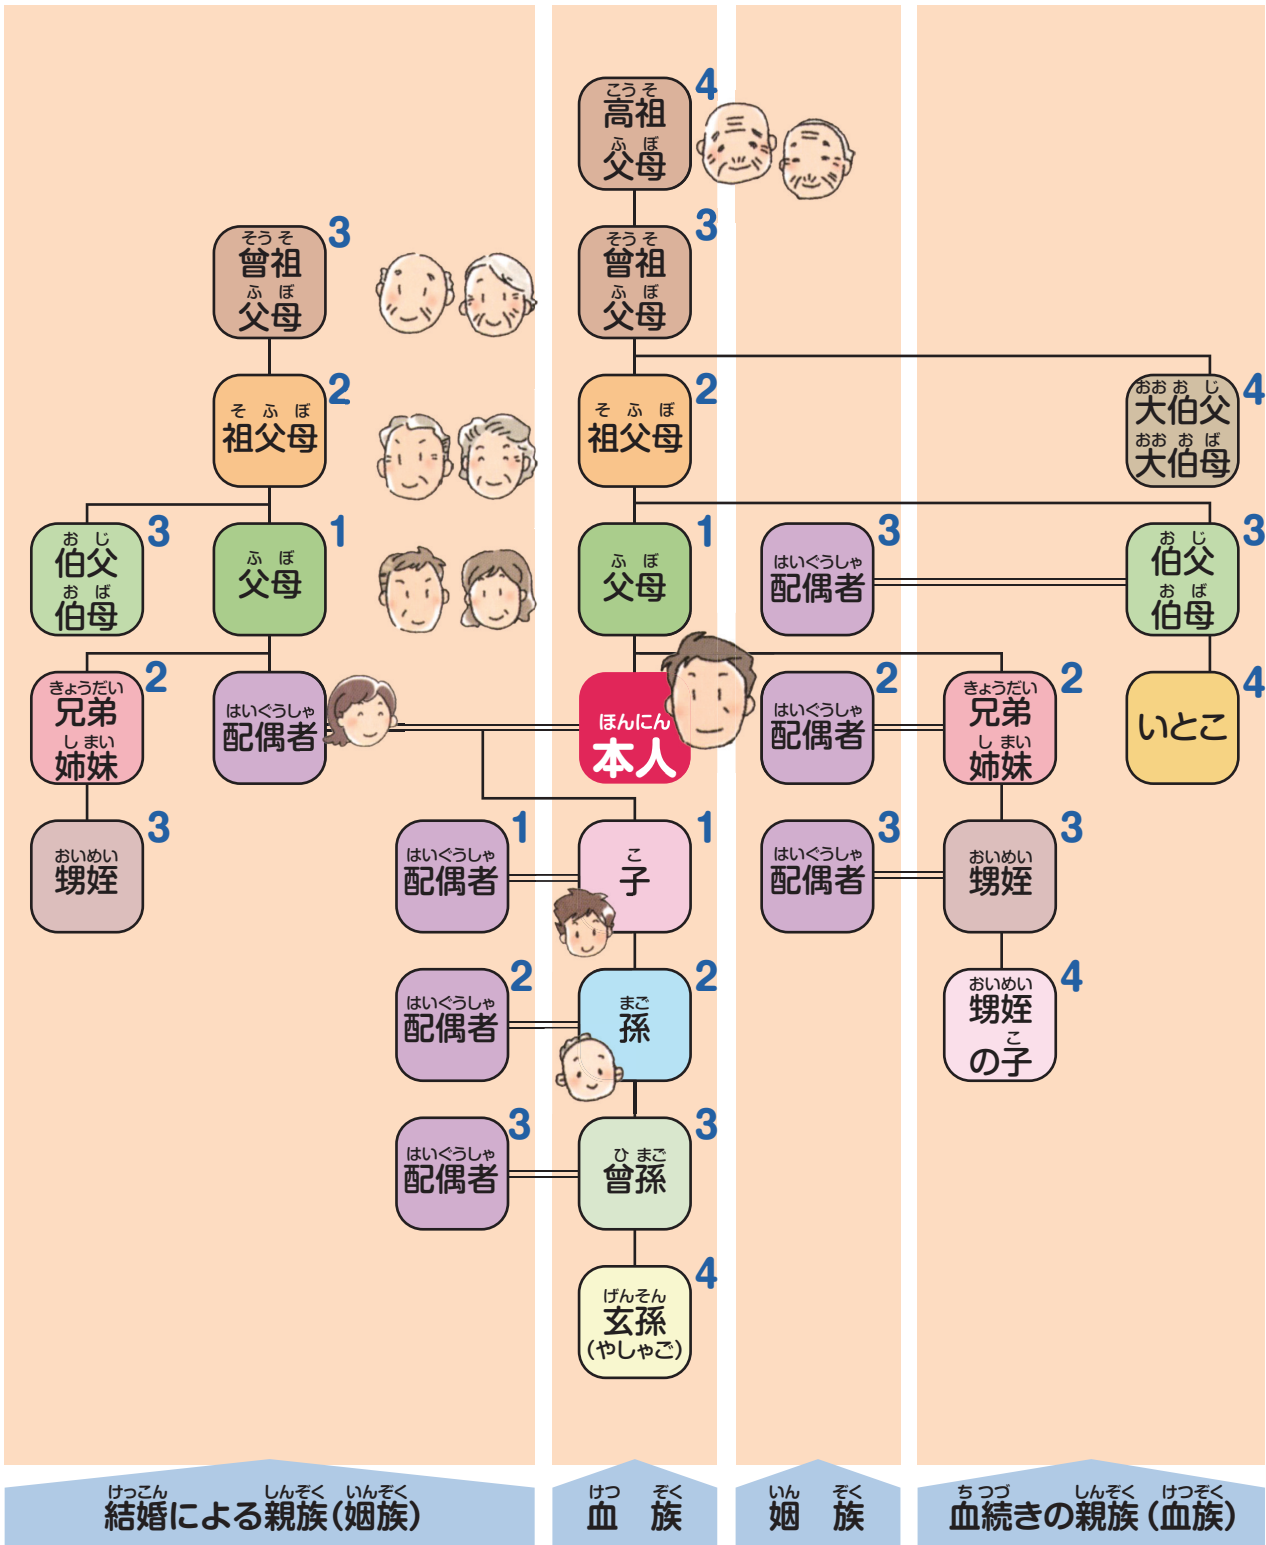 4
こうそ
高祖
ふぼ
父母
3
そうそ
曾祖
ふぼ
父母
3
そうそ
曾祖
ふぼ
父母
2
そふぼ
祖父母
2
そふぼ
祖父母
4
おおおじ
大伯父
おおおば
大伯母
3
おじ
伯父
おば
伯母
1
ふぼ
父母
1
ふぼ
父母
3
はいぐうしゃ
配偶者
3
おじ
伯父
おば
伯母
2
きょうだい
兄弟
しまい
姉妹
はいぐうしゃ
配偶者
ほんにん
本人
2
はいぐうしゃ
配偶者
2
きょうだい
兄弟
しまい
姉妹
4
いとこ
3
おいめい
甥姪
1
はいぐうしゃ
配偶者
1
こ
子
3
はいぐうしゃ
配偶者
3
おいめい
甥姪
2
はいぐうしゃ
配偶者
2
まご
孫
4
おいめい
甥姪
こ
の子
3
はいぐうしゃ
配偶者
3
ひまご
曾孫
4
げんそん
玄孫
(やしゃご)
けっこん しんぞく いんぞく
結婚による親族(姻族)
けつ ぞく
血 族
いん ぞく
姻 族
ちつづ しんぞく けつぞく
血続きの親族(血族)